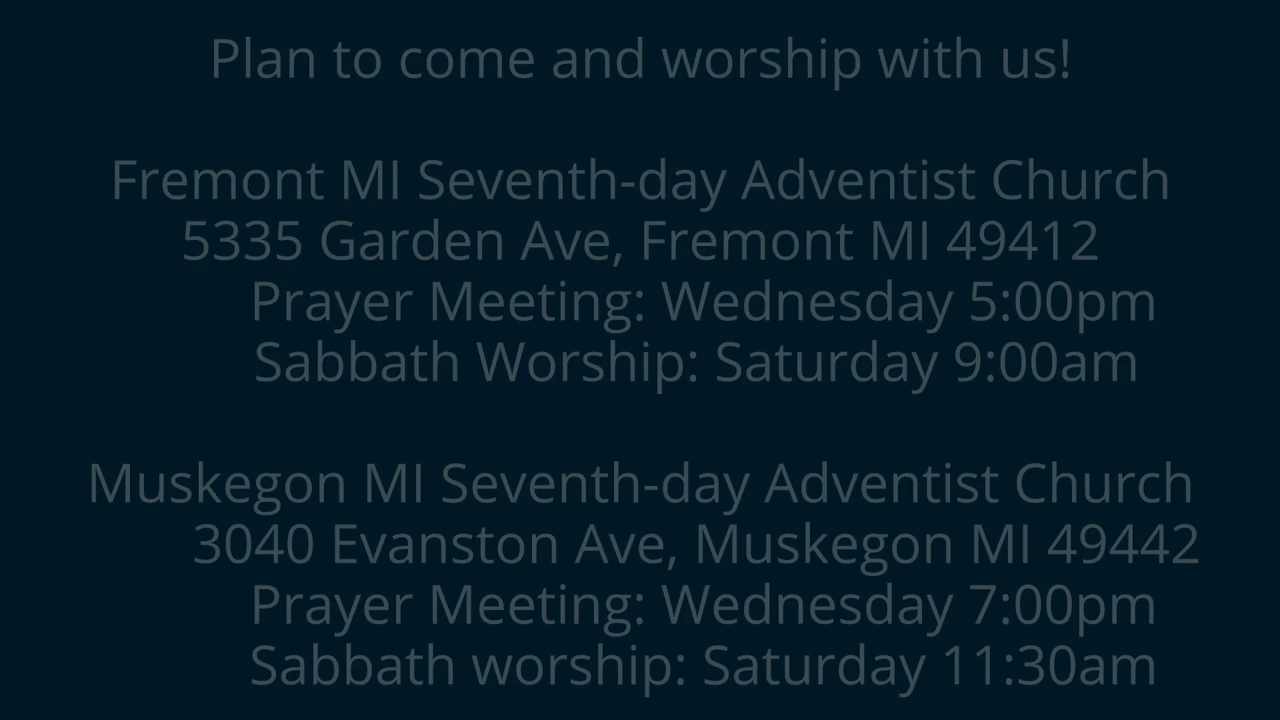 Plan to come and worship with us!
Fremont MI Seventh-day Adventist Church
5335 Garden Ave, Fremont MI 49412
Prayer Meeting: Wednesday 5:00pm
Sabbath Worship: Saturday 9:00am
Muskegon MI Seventh-day Adventist Church
3040 Evanston Ave, Muskegon MI 49442
Prayer Meeting: Wednesday 7:00pm
Sabbath worship: Saturday 11:30am